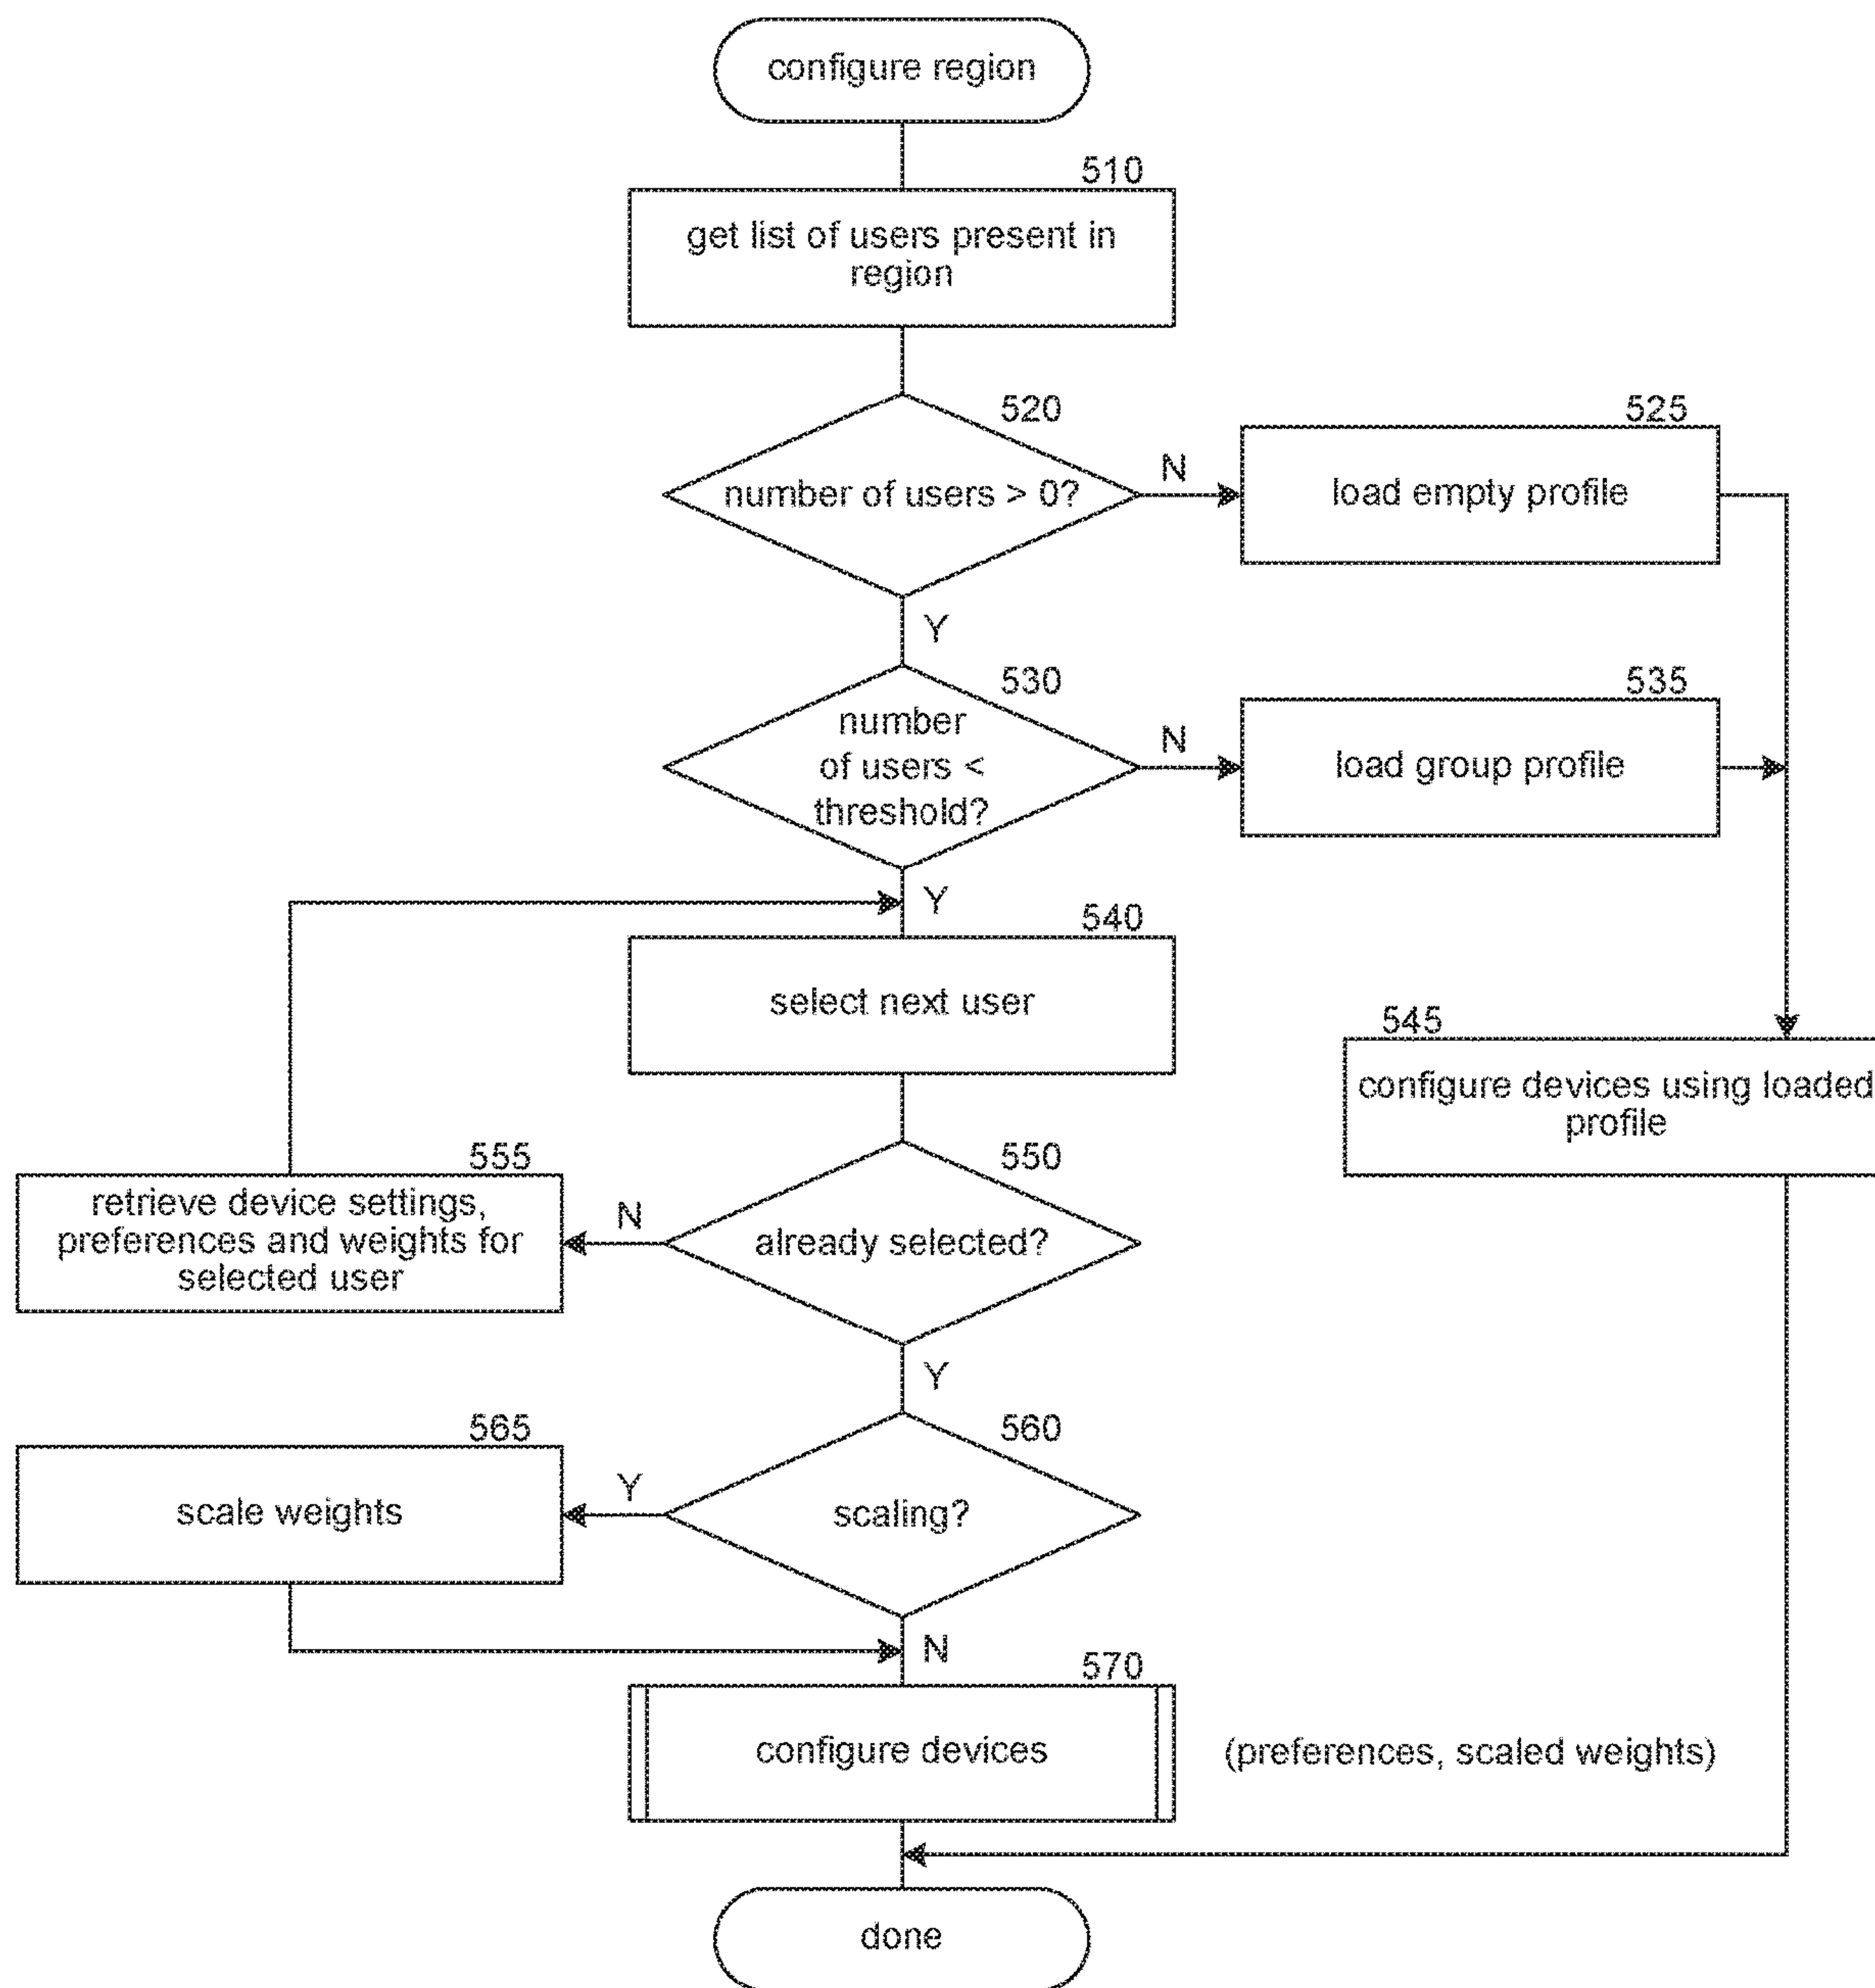 configure region
510
get list of users present in
region
520
number of users > 0?
N
525
load empty profile
Y
530
number
of users <
threshold?
N
535
load group profile
Y
540
select next user
545
configure devices using loaded
profile
550
already selected?
N
555
retrieve device settings,
preferences and weights for
selected user
Y
560
scaling?
Y
565
scale weights
N
570
configure devices
(preferences, scaled weights)
done